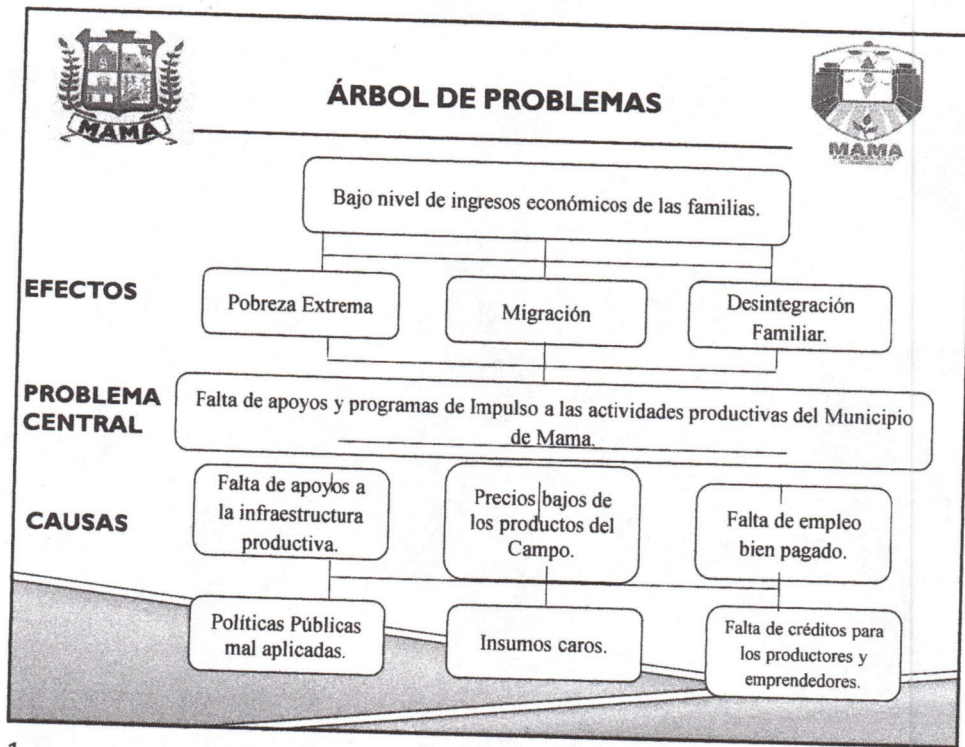 MAMA
ÁRBOL DE PROBLEMAS
MAMA
Bajo nivel de ingresos económicos de las familias.
EFECTOS
Pobreza Extrema
Migración
Desintegración
Familiar.
PROBLEMA
CENTRAL
Falta de apoyos y programas de Impulso a las actividades productivas del Municipio
de Mama.
CAUSAS
Falta de apoyos a
la infraestructura
productiva.
Precios bajos de
los productos del
Campo.
Falta de empleo
bien pagado.
Políticas Públicas
mal aplicadas.
Insumos caros.
Falta de créditos para
los productores y
emprendedores.